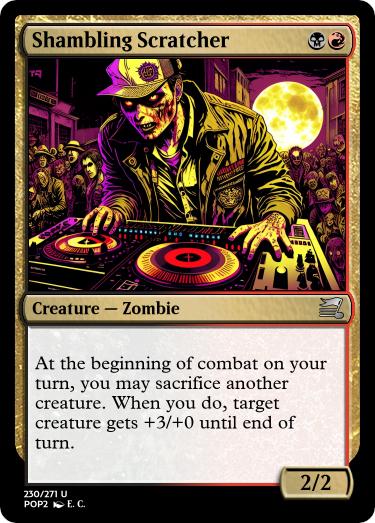 Shambling Scratcher
Creature — Zombie
At the beginning of combat on your
turn, you may sacrifice another
creature. When you do, target
creature gets +3/+0 until end of
turn.
2/2
230/271 U
POP2 E. C.